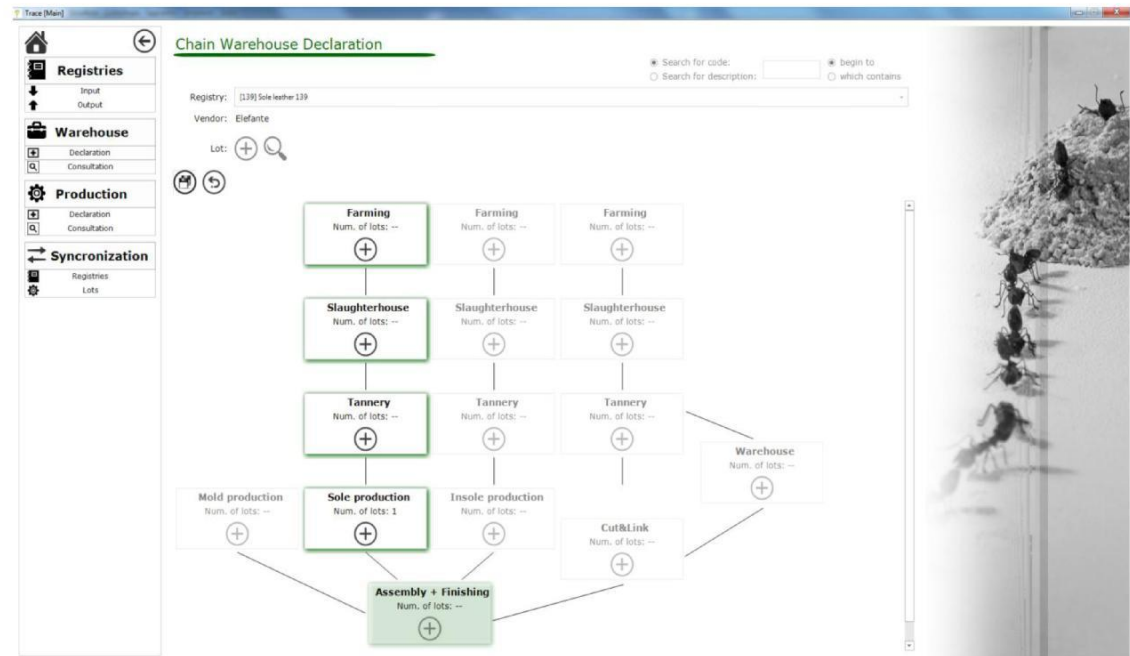 Trace [Main]
Registries
Input
Output
Warehouse
Declaration
Consultation
Production
Declaration
Consultation
Syncronization
Registries
Lots
Chain Warehouse Declaration
Search for code:
begin to
Search for description:
which contains
Registry: [139] Sole leather 139
Vendor: Elefante
Lot:
Farming
Num. of lots: --
Farming
Num. of lots: --
Farming
Num. of lots: --
Slaughterhouse
Num. of lots: --
Slaughterhouse
Num. of lots: --
Slaughterhouse
Num. of lots: --
Tannery
Num. of lots: --
Tannery
Num. of lots: --
Tannery
Num. of lots: --
Warehouse
Num. of lots: --
Mold production
Num. of lots: --
Sole production
Num. of lots: 1
Insole production
Num. of lots: --
Cut&Link
Num. of lots: --
Assembly + Finishing
Num. of lots: --